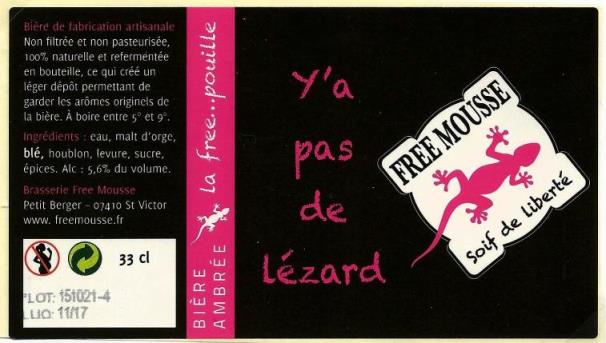 Bière de fabrication artisanale
Non filtrée et non pasteurisée,
100% naturelle et refermentée
en bouteille, ce qui créé un
léger dépôt permettant de
garder les arômes originels de
la bière. À boire entre 5° et 9°.
Ingrédients : eau, malt d'orge,
blé, houblon, levure, sucre,
épices. Alc : 5,6% du volume.
Brasserie Free Mousse
Petit Berger - 07410 St Victor
www. freemousse.fr
33 cl
LOT: 151021-4
LUO: 11/17
BIÈRE
AMBRÉE
la free...pouille
Y'a
pas
de
lézard
FREE MOUSSE
Soif de liberté